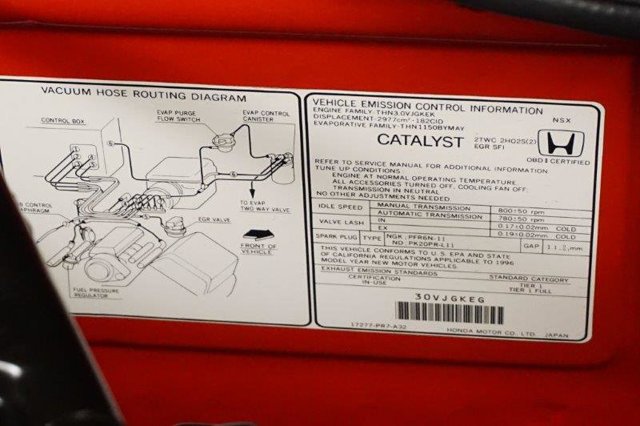 VACUUM HOSE ROUTING DIAGRAM
CONTROL BOX
EVAP PURGE
FLOW SWITCH
EVAP CONTROL
CANISTER
TO EVAP
TWO WAY VALVE
EGR VALVE
FRONT OF
VEHICLE
FUEL PRESSURE
REGULATOR
VEHICLE EMISSION CONTROL INFORMATION
NSX
ENGINE FAMILY-THN3.0VJGKEK
DISPLACEMENT-2977cm³-182CID
EVAPORATIVE FAMILY-THN1150BYMAY
CATALYST
2TWC 2HO2S(2)
EGR SFI
OBDⅡ CERTIFIED
REFER TO SERVICE MANUAL FOR ADDITIONAL INFORMATION
TUNE UP CONDITIONS:
ENGINE AT NORMAL OPERATING TEMPERATURE
ALL ACCESSORIES TURNED OFF, COOLING FAN OFF,
TRANSMISSION IN NEUTRAL
NO OTHER ADJUSTMENTS NEEDED.
IDLE SPEED MANUAL TRANSMISSION 800±50 rpm
AUTOMATIC TRANSMISSION 780±50 rpm
VALVE LASH IN 0.17±0.02mm COLD
EX 0.19±0.02mm COLD
SPARK PLUG TYPE NGK:PFR6N-11
ND:PK20PR-L11
GAP mm
THIS VEHICLE CONFORMS TO U.S. EPA AND STATE
OF CALIFORNIA REGULATIONS APPLICABLE TO 1996
MODEL YEAR NEW MOTOR VEHICLES.
EXHAUST EMISSION STANDARDS STANDARD CATEGORY
CERTIFICATION TIER 1
IN-USE TIER 1 FULL
30VJGKEG
17277-PR7-A32
HONDA MOTOR CO., LTD. JAPAN